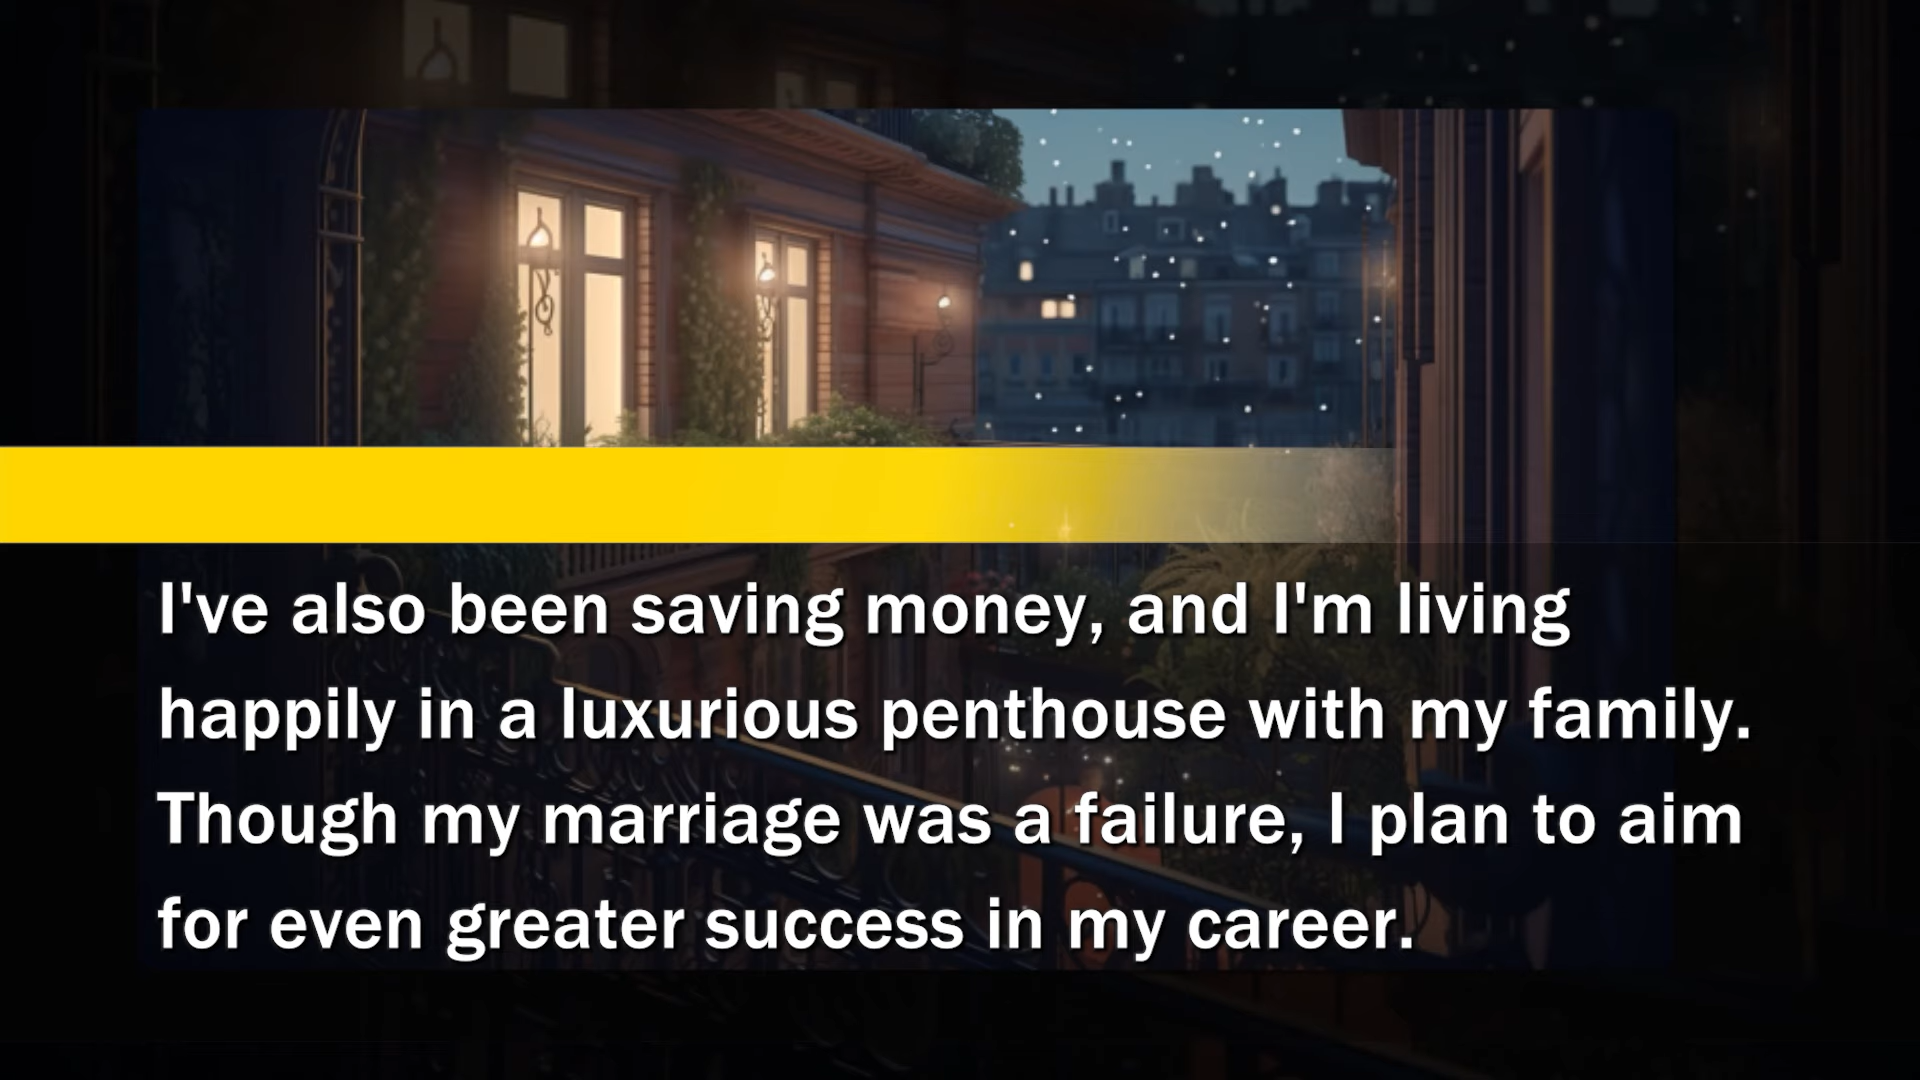 I've also been saving money, and I'm living
happily in a luxurious penthouse with my family.
Though my marriage was a failure, I plan to aim
for even greater success in my career.